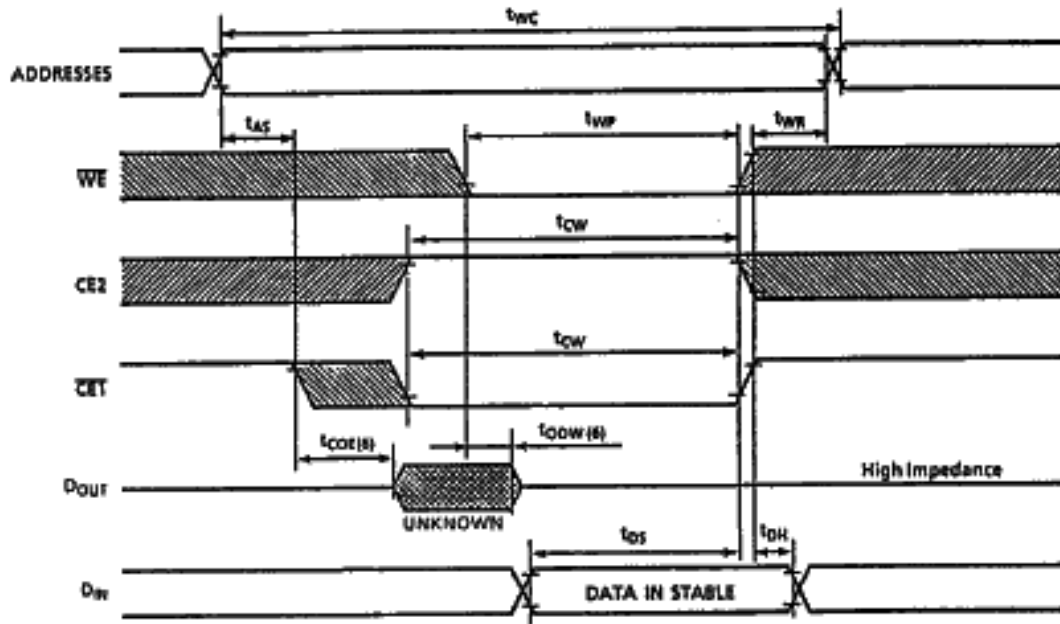 tWC
ADDRESSES
tAS
tWP
tWR
WE
tCW
CE2
tCW
CE1
tCOE(6)
tODW(6)
DOUT
High Impedance
UNKNOWN
tDS
tDH
DIN
DATA IN STABLE